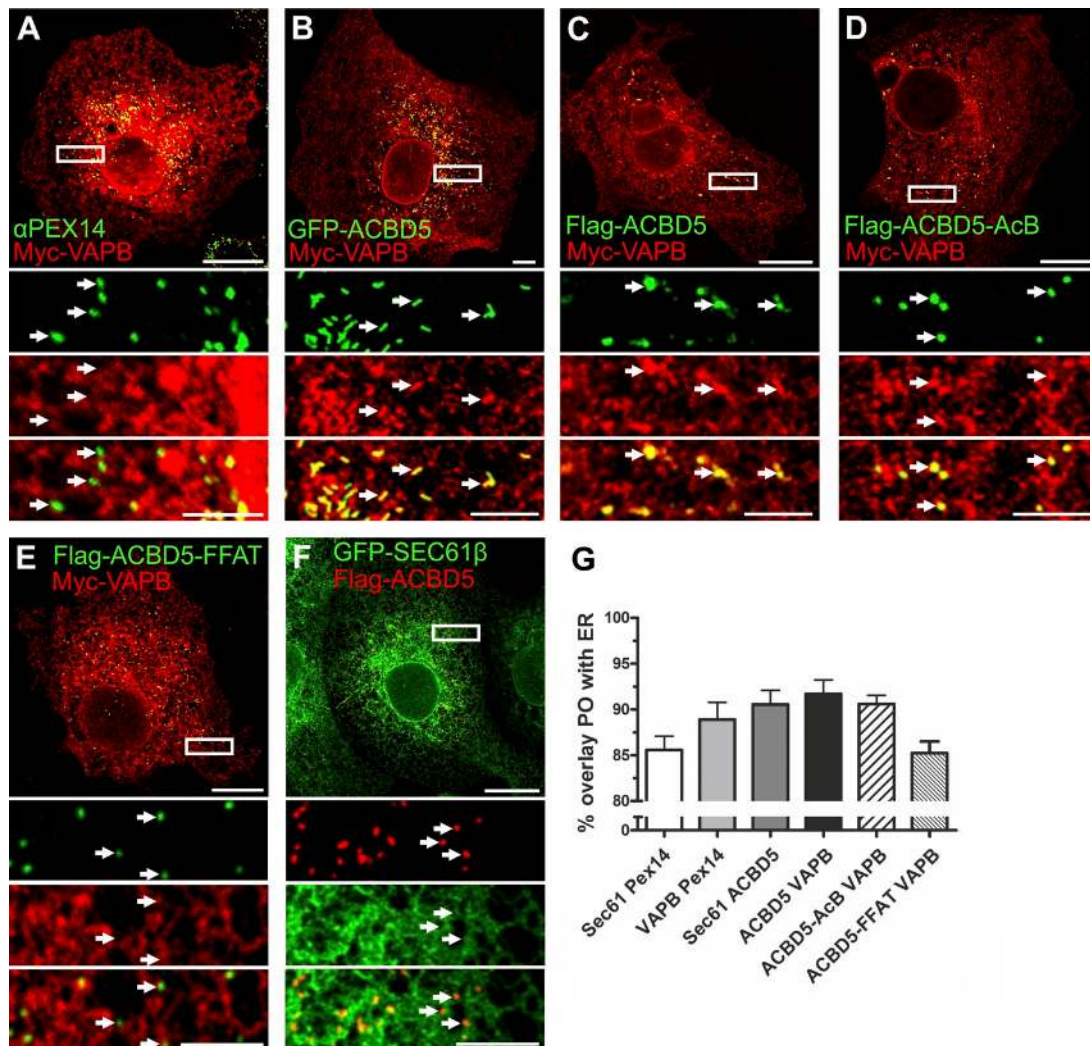 A
αPEX14
Myc-VAPB
B
GFP-ACBD5
Myc-VAPB
C
Flag-ACBD5
Myc-VAPB
D
Flag-ACBD5-AcB
Myc-VAPB
E
Flag-ACBD5-FFAT
Myc-VAPB
F
GFP-SEC61β
Flag-ACBD5
G
% overlay PO with ER
100
95
90
85
80
0
Sec61 Pex14
VAPB Pex14
Sec61 ACBD5
ACBD5 VAPB
ACBD5-AcB VAPB
ACBD5-FFAT VAPB